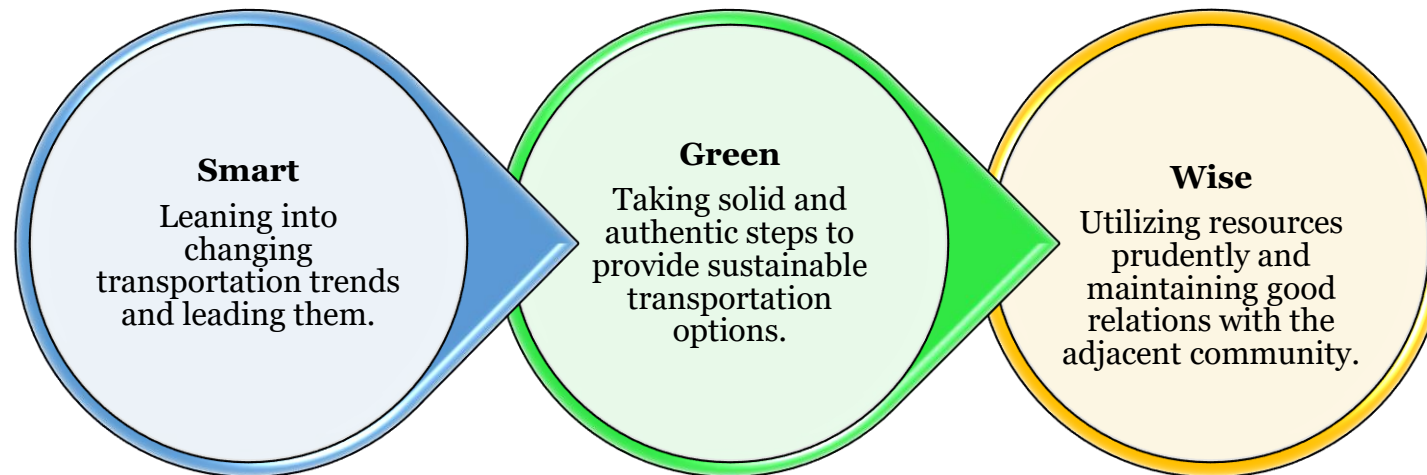 Smart
Leaning into
changing
transportation trends
and leading them.
Green
Taking solid and
authentic steps to
provide sustainable
transportation
options.
Wise
Utilizing resources
prudently and
maintaining good
relations with the
adjacent community.